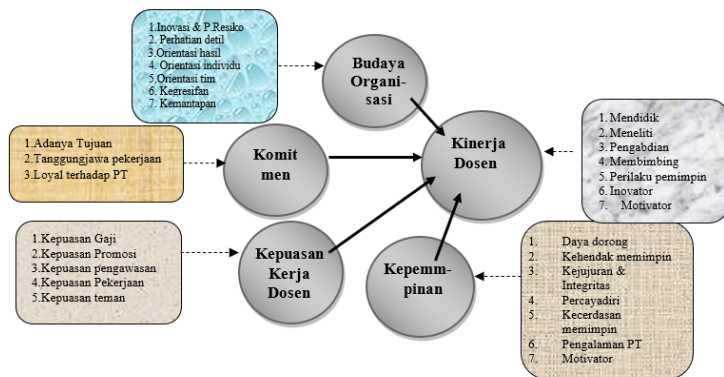 1.Inovasi & P.Resiko
2. Perhatian detil
3.Orientasi hasil
4. Orientasi individu
5.Orientasi tim
6. Kegresifan
7. Kemantapan
Budaya
Organi-
sasi
1.Adanya Tujuan
2.Tanggungjawa pekerjaan
3.Loyal terhadap PT
Komit
men
Kinerja
Dosen
1. Mendidik
2. Meneliti
3. Pengabdian
4. Membimbing
5. Perilaku pemimpin
6. Inovator
7. Motivator
1.Kepuasan Gaji
2.Kepuasan Promosi
3.Kepuasan pengawasan
4.Kepuasan Pekerjaan
5.Kepuasan teman
Kepuasan
Kerja
Dosen
Kepemm-
pinan
1. Daya dorong
2. Kehendak memimpin
3. Kejujuran &
Integritas
4. Percayadiri
5. Kecerdasan
memimpin
6. Pengalaman PT
7. Motivator